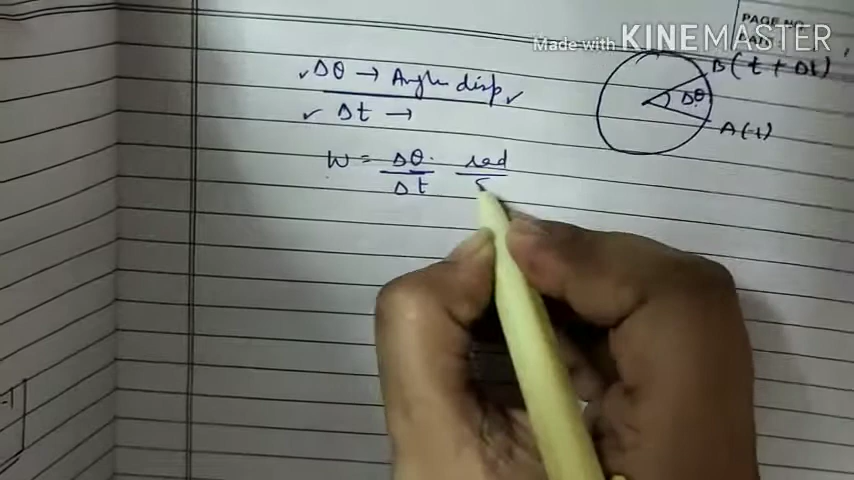 PAGE NO.
Made with KINEMASTER
Δθ → Angle disp
B(t + Δt)
Δθ
Δt →
A(t)
W = Δθ/Δt rad/s